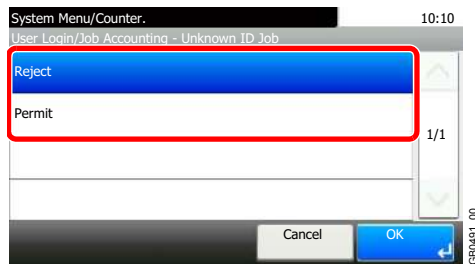 System Menu/Counter.
10:10
User Login/Job Accounting - Unknown ID Job
Reject
Permit
1/1
Cancel
OK
GB0491_00